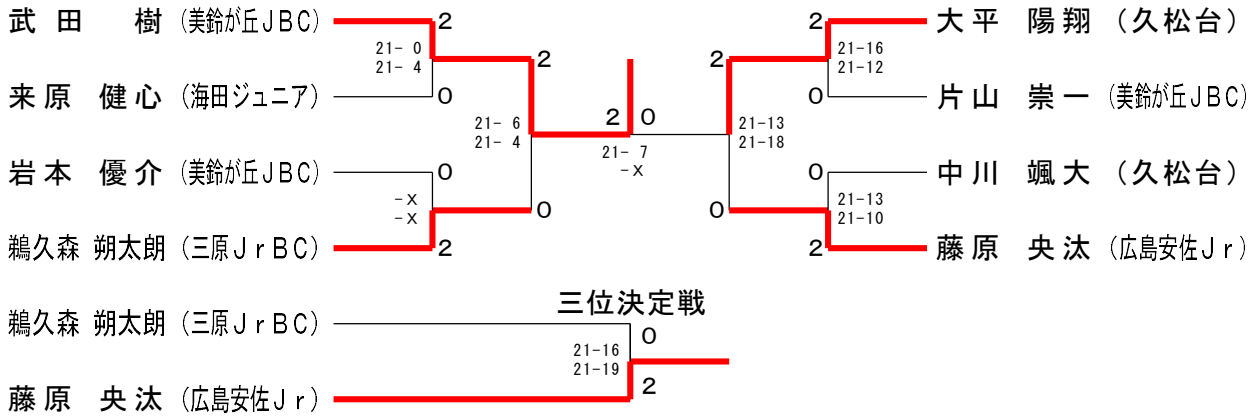 武田 樹 (美鈴が丘JBC) 2 2 大平 陽翔 (久松台)
21- 0 21-16
21- 4 2 2 21-12
来原 健心 (海田ジュニア) 0 0 片山 崇一 (美鈴が丘JBC)
21- 6 2 0 21-13
21- 4 21- 7 21-18
-X
岩本 優介 (美鈴が丘JBC) 0 0 中川 颯大 (久松台)
-X 21-13
-X 0 0 21-10
鵜久森 朔太朗 (三原JrBC) 2 2 藤原 央汰 (広島安佐Jr)
三位決定戦
鵜久森 朔太朗 (三原JrBC) 0
21-16
21-19
2
藤原 央汰 (広島安佐Jr)